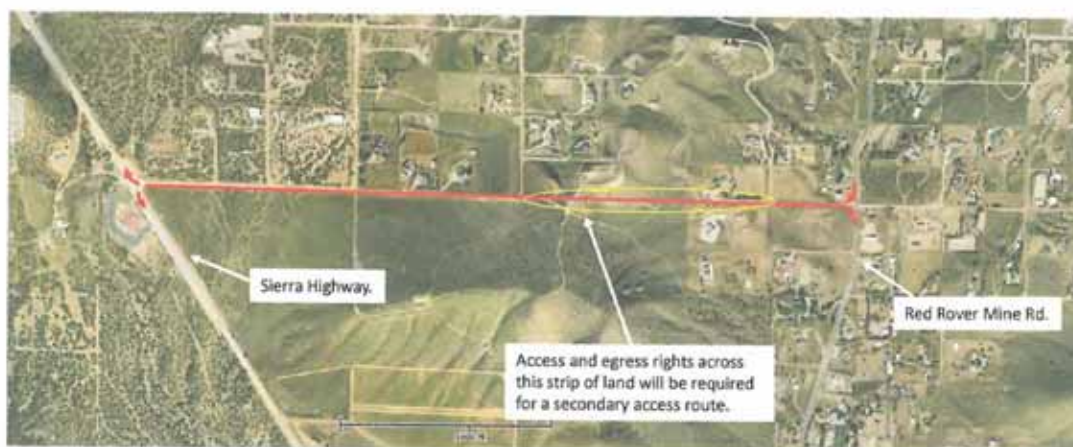 Sierra Highway.
Red Rover Mine Rd.
Access and egress rights across
this strip of land will be required
for a secondary access route.